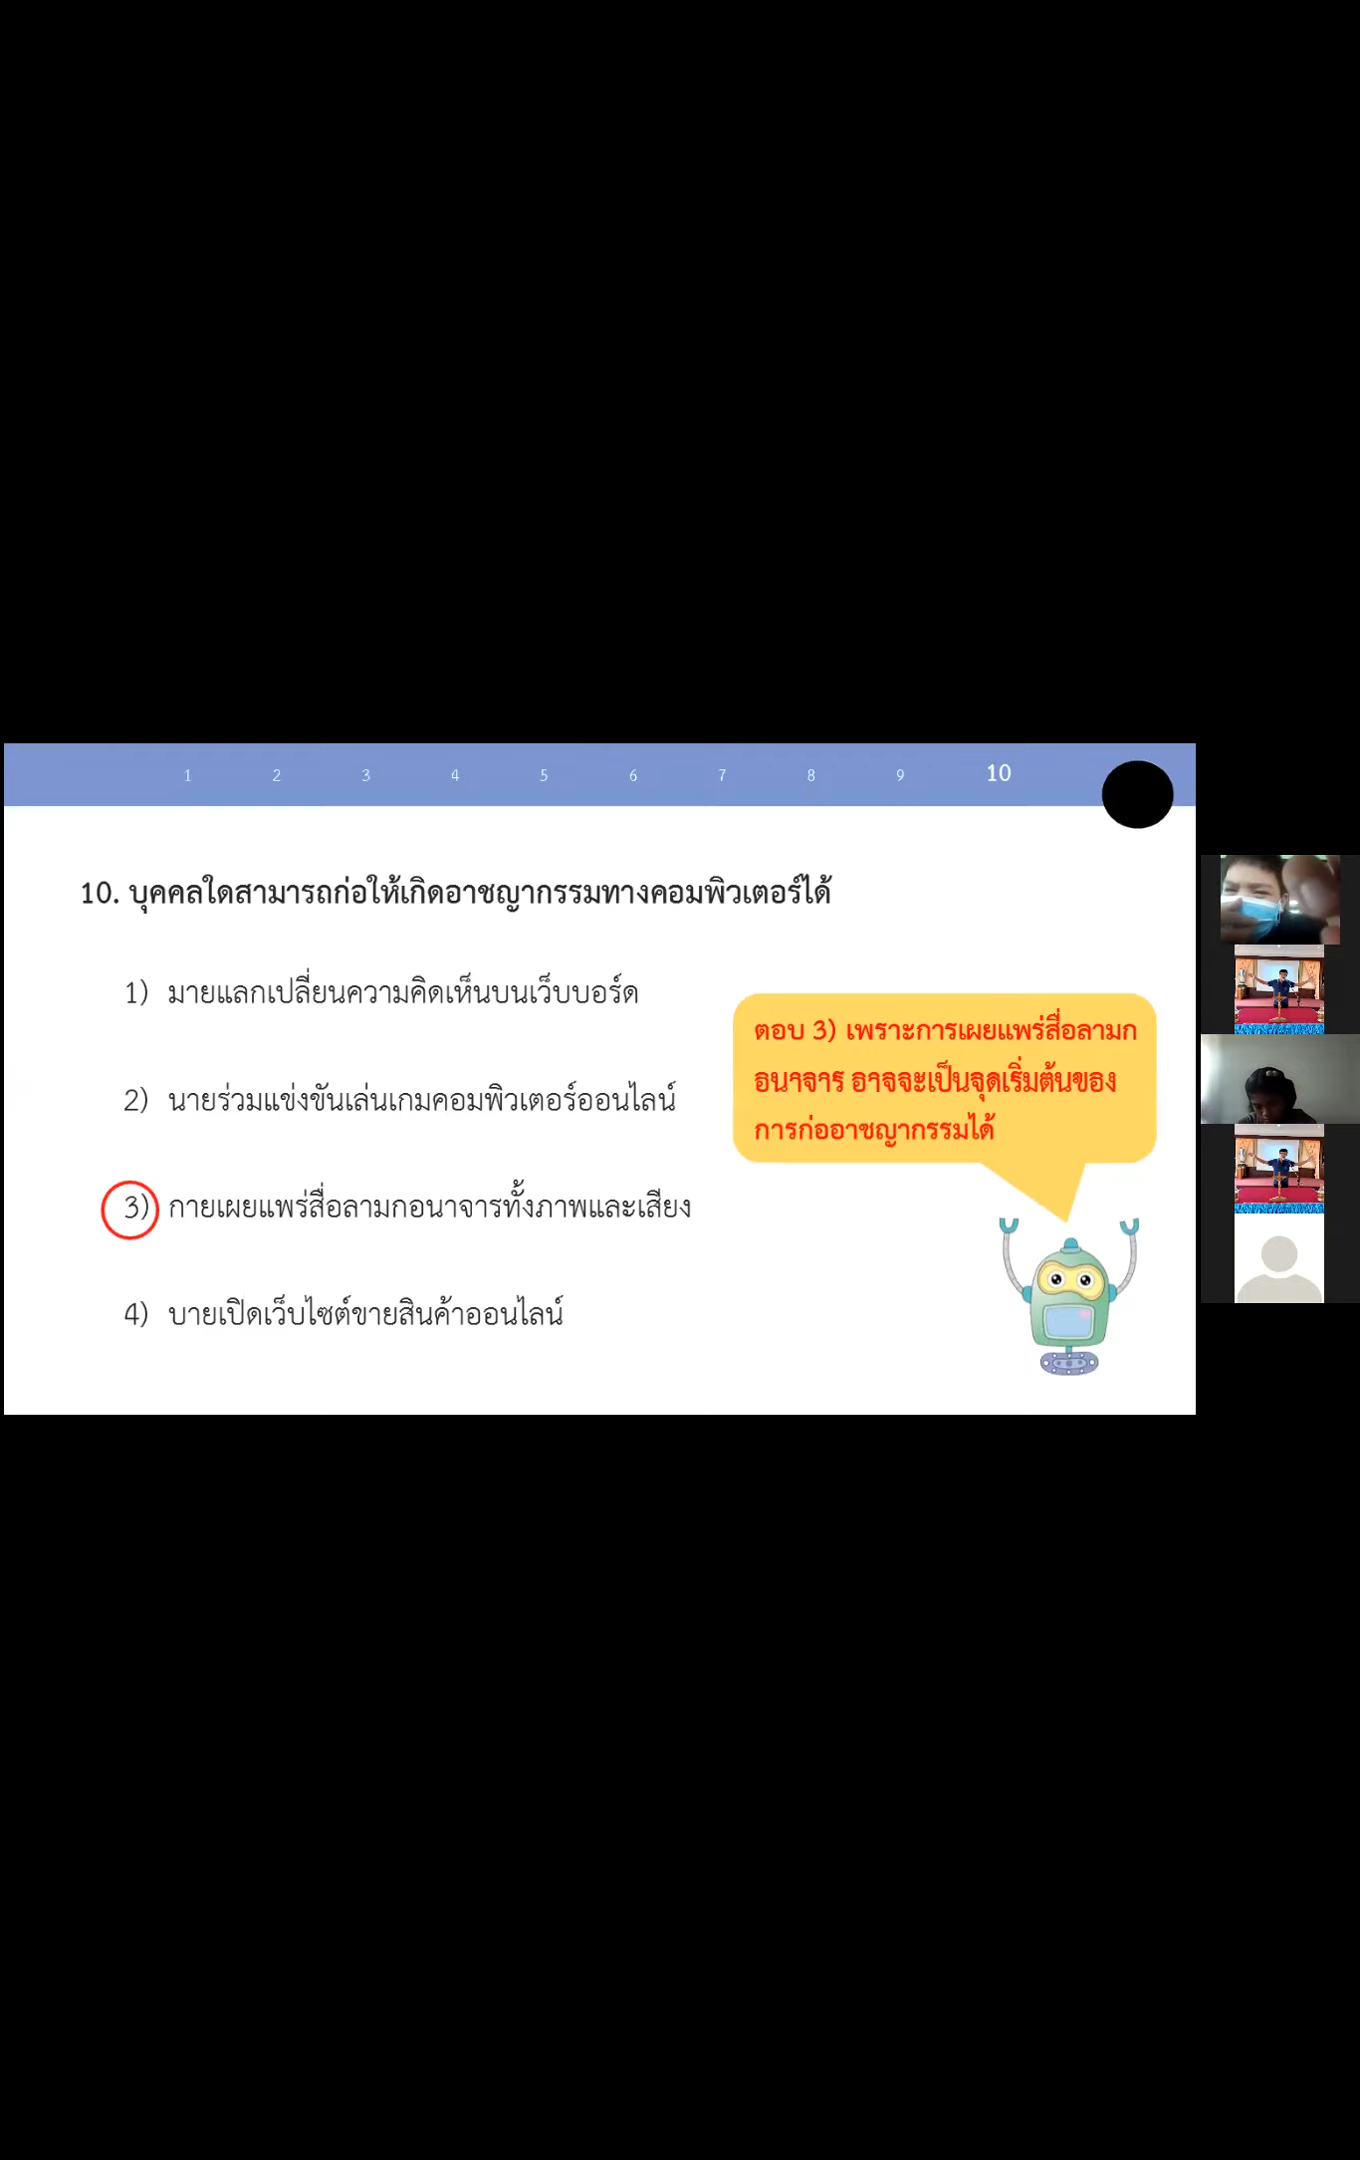 1 2 3 4 5 6 7 8 9 10
10. บุคคลใดสามารถก่อให้เกิดอาชญากรรมทางคอมพิวเตอร์ได้
1) มายแลกเปลี่ยนความคิดเห็นบนเว็บบอร์ด
2) นายร่วมแข่งขันเล่นเกมคอมพิวเตอร์ออนไลน์
3) กายเผยแพร่สื่อลามกอนาจารทั้งภาพและเสียง
4) บายเปิดเว็บไซต์ขายสินค้าออนไลน์
ตอบ 3) เพราะการเผยแพร่สื่อลามก
อนาจาร อาจจะเป็นจุดเริ่มต้นของ
การก่ออาชญากรรมได้